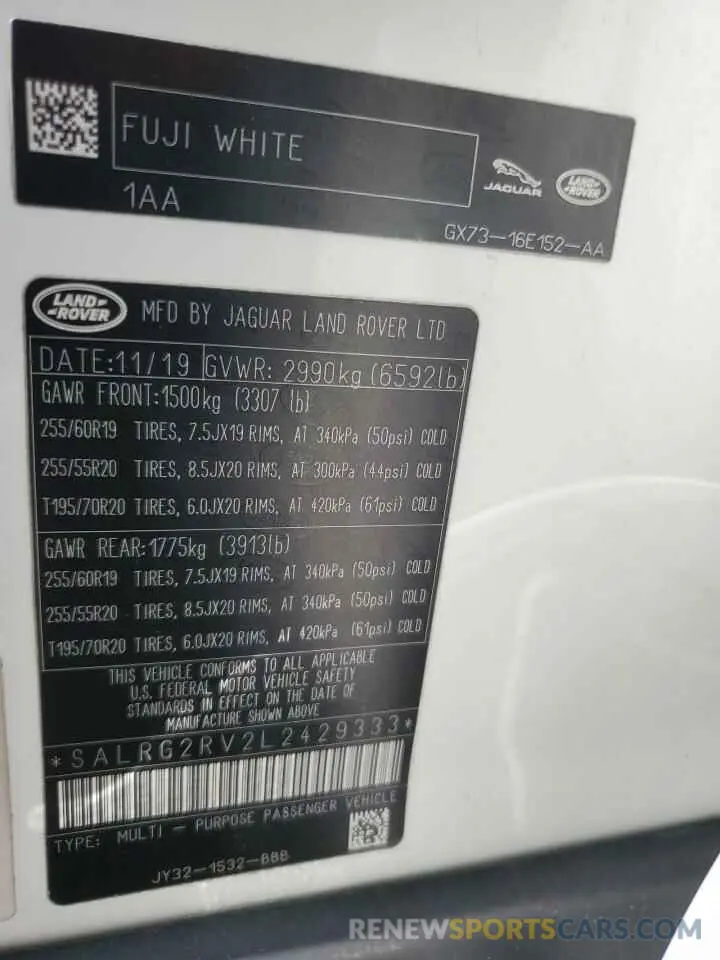 FUJI WHITE
1AA
JAGUAR
LAND ROVER
GX73-16E152-AA
LAND ROVER
MFD BY JAGUAR LAND ROVER LTD
DATE:11/19 GVWR: 2990kg (6592lb)
GAWR FRONT:1500kg (3307 lb)
255/60R19 TIRES, 7.5JX19 RIMS, AT 340kPa (50psi) COLD
255/55R20 TIRES, 8.5JX20 RIMS, AT 300kPa (44psi) COLD
T195/70R20 TIRES, 6.0JX20 RIMS, AT 420kPa (61psi) COLD
GAWR REAR:1775kg (3913lb)
255/60R19 TIRES, 7.5JX19 RIMS, AT 340kPa (50psi) COLD
255/55R20 TIRES, 8.5JX20 RIMS, AT 340kPa (50psi) COLD
T195/70R20 TIRES, 6.0JX20 RIMS, AT 420kPa (61psi) COLD
THIS VEHICLE CONFORMS TO ALL APPLICABLE
U.S. FEDERAL MOTOR VEHICLE SAFETY
STANDARDS IN EFFECT ON THE DATE OF
MANUFACTURE SHOWN ABOVE
*SALRG2RV2L2429333*
TYPE: MULTI - PURPOSE PASSENGER VEHICLE
JY32-1532-BBB
RENEWSPORTSCARS.COM